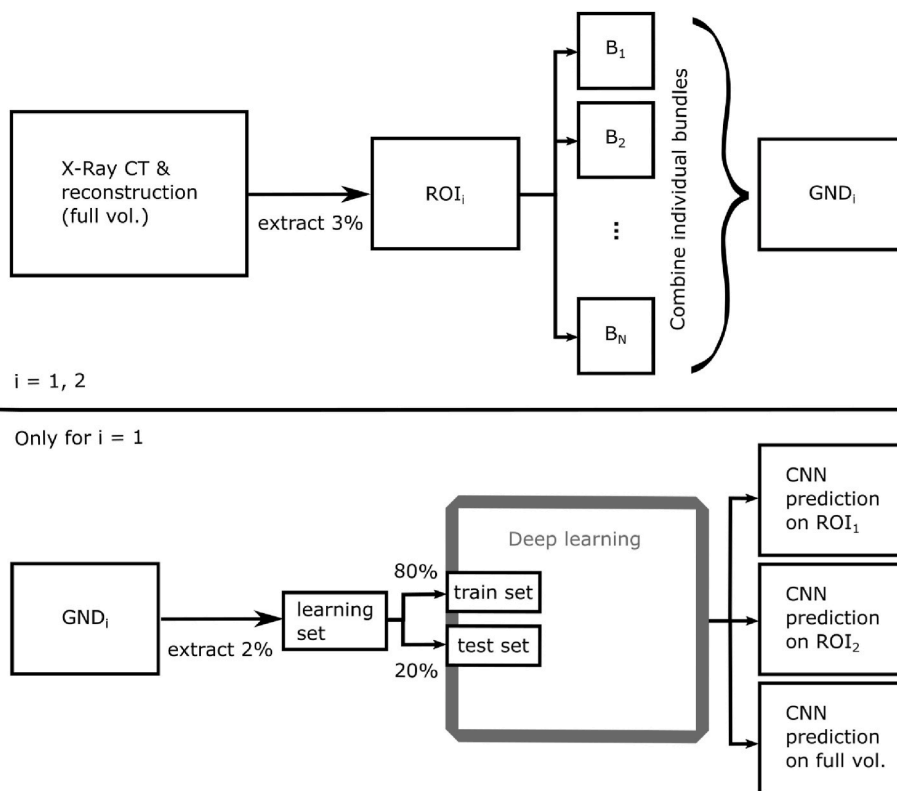 X-Ray CT &
reconstruction
(full vol.)
extract 3%
ROIi
B1
B2
...
BN
Combine individual bundles
GNDi
i = 1, 2
Only for i = 1
GNDi
extract 2%
learning
set
80%
20%
Deep learning
train set
test set
CNN
prediction
on ROI1
CNN
prediction
on ROI2
CNN
prediction
on full vol.